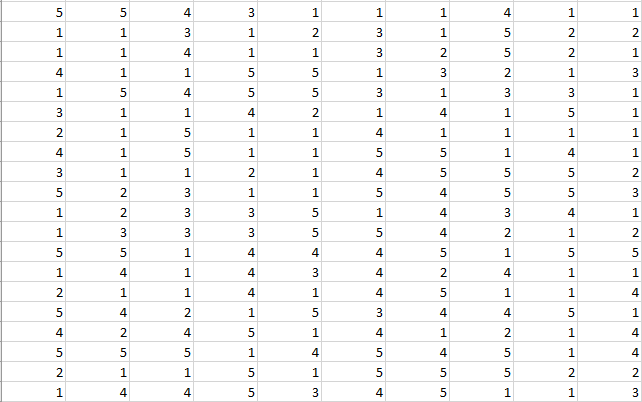 5 5 4 3 1 1 1 4 1 1
1 1 3 1 2 3 1 5 2 2
1 1 4 1 1 3 2 5 2 1
4 1 1 5 5 1 3 2 1 3
1 5 4 5 5 3 1 3 3 1
3 1 1 4 2 1 4 1 5 1
2 1 5 1 1 4 1 1 1 1
4 1 5 1 1 5 5 1 4 1
3 1 1 2 1 4 5 5 5 2
5 2 3 1 1 5 4 5 5 3
1 2 3 3 5 1 4 3 4 1
1 3 3 3 5 5 4 2 1 2
5 5 1 4 4 4 5 1 5 5
1 4 1 4 3 4 2 4 1 1
2 1 1 4 1 4 5 1 1 4
5 4 2 1 5 3 4 4 5 1
4 2 4 5 1 4 1 2 1 4
5 5 5 1 4 5 4 5 1 4
2 1 1 5 1 5 5 5 2 2
1 4 4 5 3 4 5 1 1 3